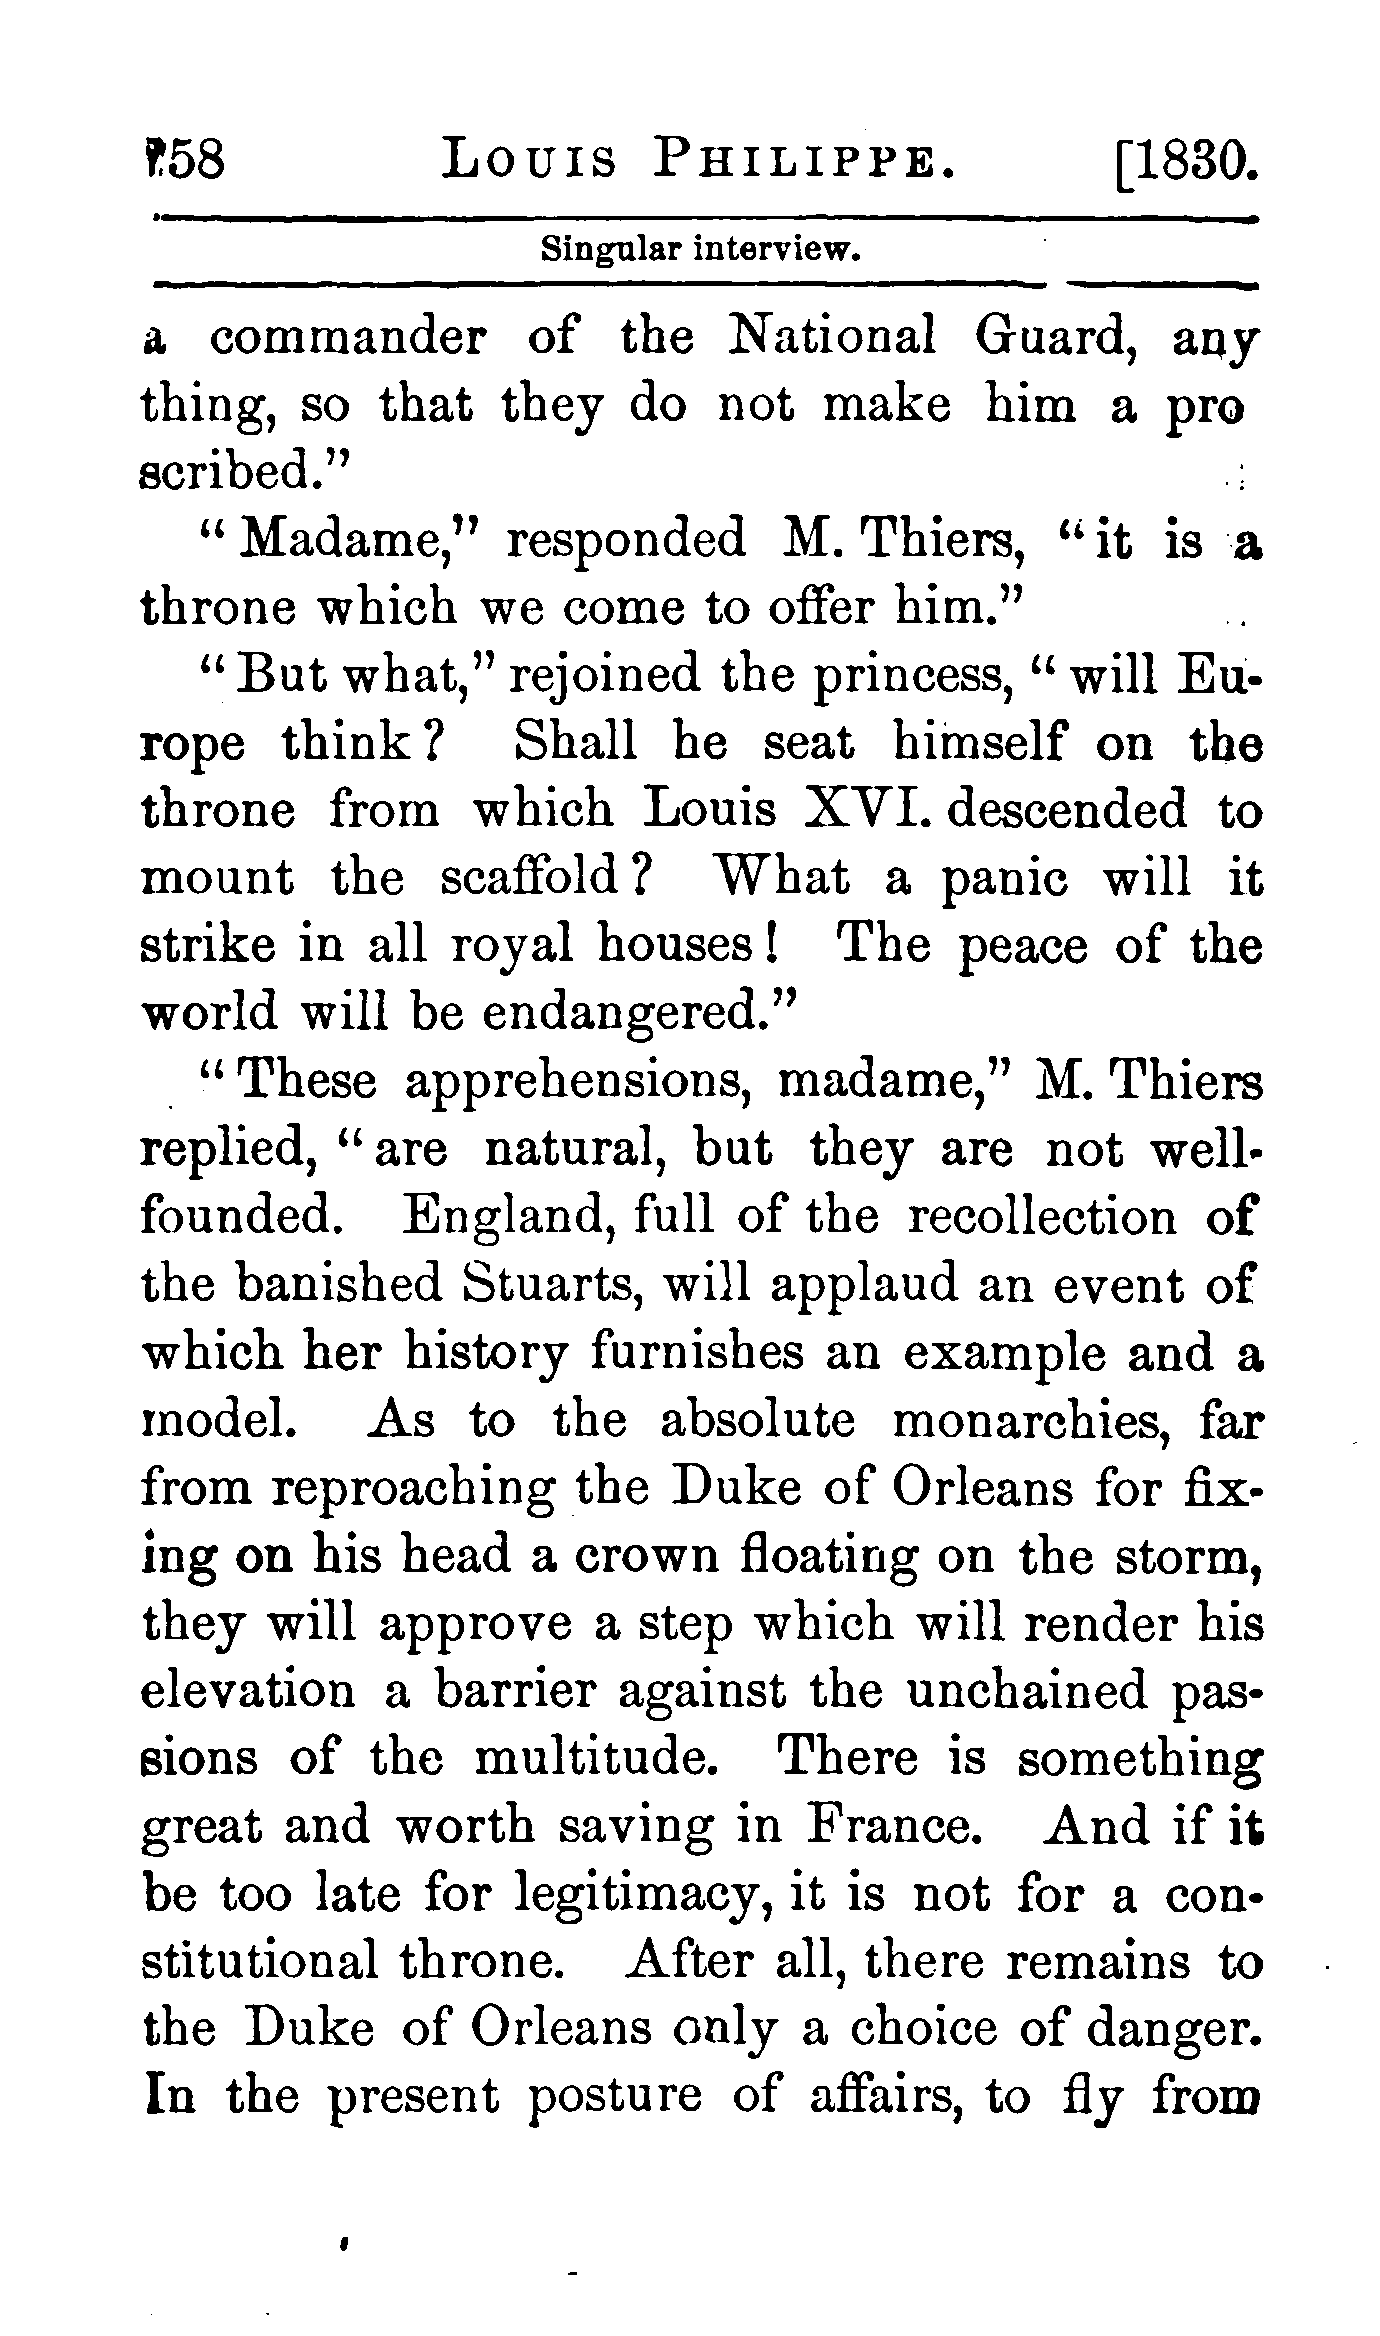 258 LOUIS PHILIPPE. [1830.
Singular interview.
a commander of the National Guard, any
thing, so that they do not make him a pro
scribed.”
“ Madame,” responded M. Thiers, “ it is a
throne which we come to offer him.”
“ But what,” rejoined the princess, “ will Eu-
rope think ? Shall he seat himself on the
throne from which Louis XVI. descended to
mount the scaffold ? What a panic will it
strike in all royal houses ! The peace of the
world will be endangered.”
“ These apprehensions, madame,” M. Thiers
replied, “ are natural, but they are not well-
founded. England, full of the recollection of
the banished Stuarts, will applaud an event of
which her history furnishes an example and a
model. As to the absolute monarchies, far
from reproaching the Duke of Orleans for fix-
ing on his head a crown floating on the storm,
they will approve a step which will render his
elevation a barrier against the unchained pas-
sions of the multitude. There is something
great and worth saving in France. And if it
be too late for legitimacy, it is not for a con-
stitutional throne. After all, there remains to
the Duke of Orleans only a choice of danger.
In the present posture of affairs, to fly from